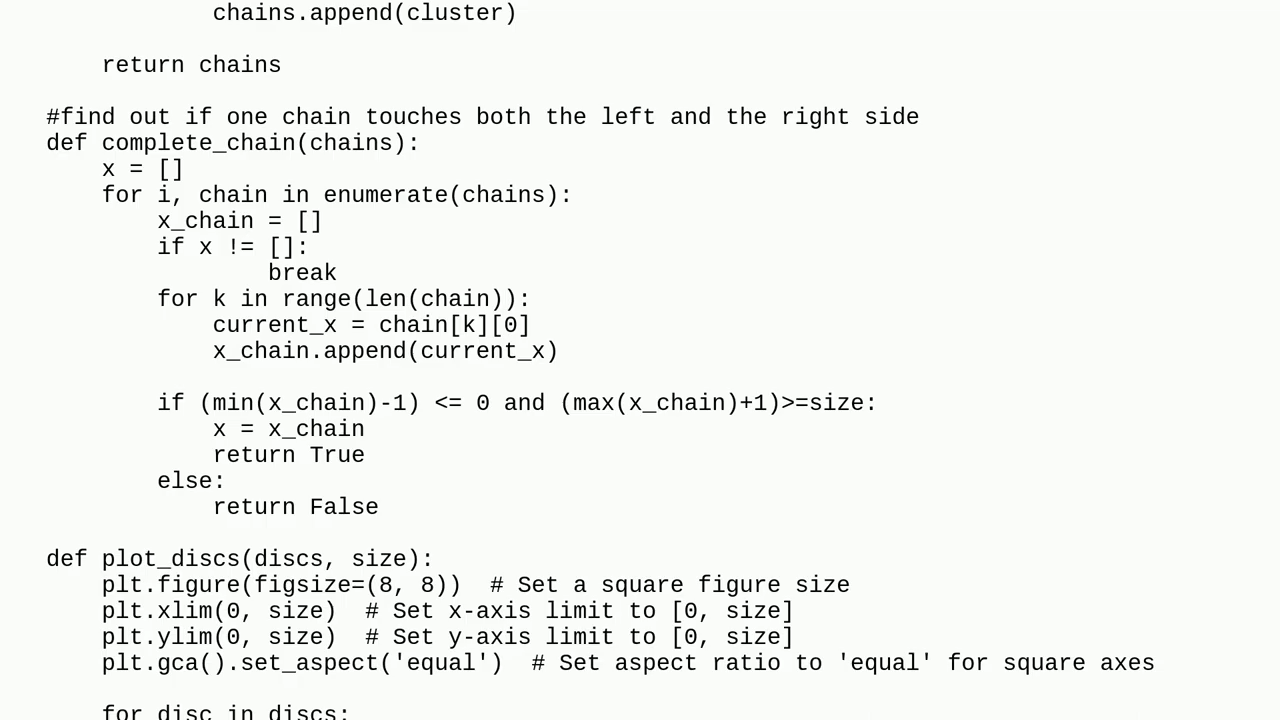 chains.append(cluster)

    return chains

#find out if one chain touches both the left and the right side
def complete_chain(chains):
    x = []
    for i, chain in enumerate(chains):
        x_chain = []
        if x != []:
                break
        for k in range(len(chain)):
            current_x = chain[k][0]
            x_chain.append(current_x)

        if (min(x_chain)-1) <= 0 and (max(x_chain)+1)>=size:
            x = x_chain
            return True
        else:
            return False

def plot_discs(discs, size):
    plt.figure(figsize=(8, 8))  # Set a square figure size
    plt.xlim(0, size)  # Set x-axis limit to [0, size]
    plt.ylim(0, size)  # Set y-axis limit to [0, size]
    plt.gca().set_aspect('equal')  # Set aspect ratio to 'equal' for square axes

    for disc in discs: